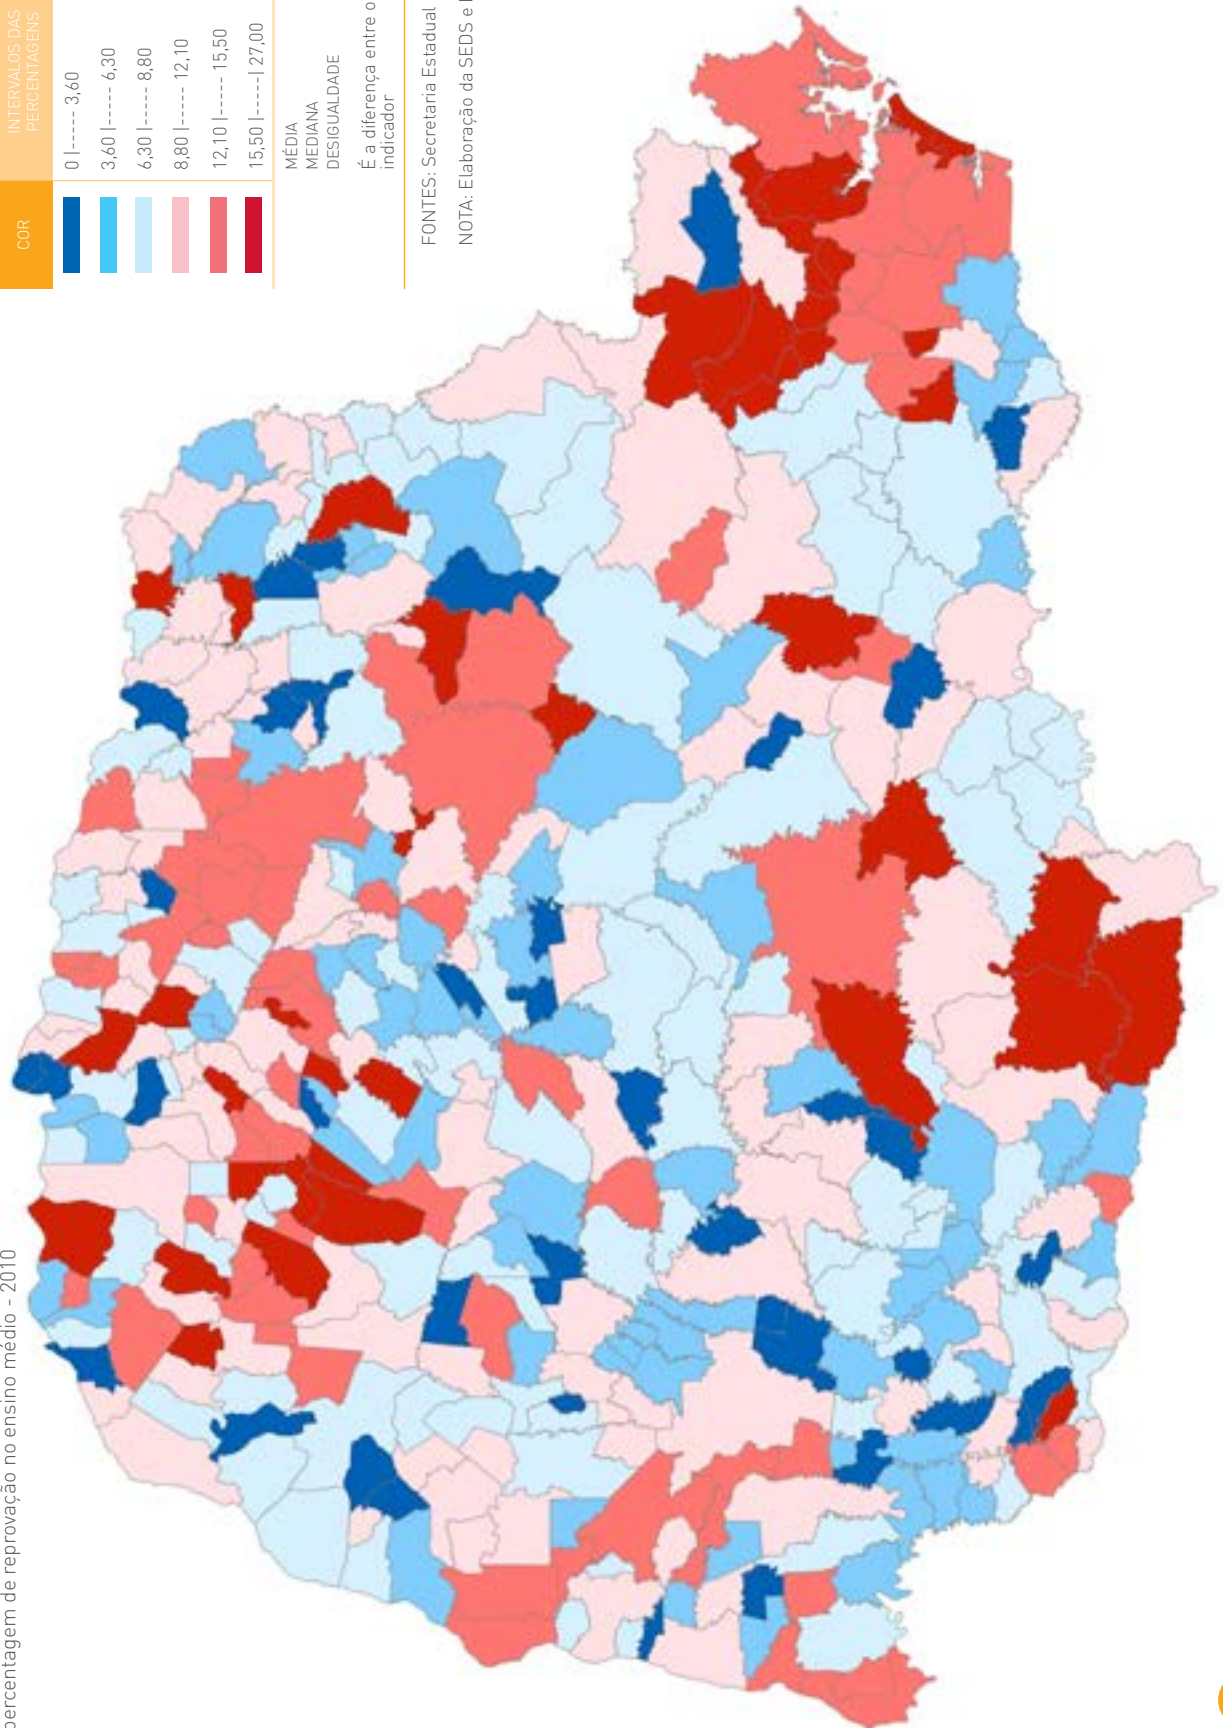 percentagem de reprovação no ensino médio - 2010
COR
INTERVALOS DAS
PERCENTAGENS
0 |----- 3,60
3,60 |----- 6,30
6,30 |----- 8,80
8,80 |----- 12,10
12,10 |----- 15,50
15,50 |-----| 27,00
MÉDIA
MEDIANA
DESIGUALDADE
É a diferença entre o
indicador
FONTES: Secretaria Estadual
NOTA: Elaboração da SEDS e